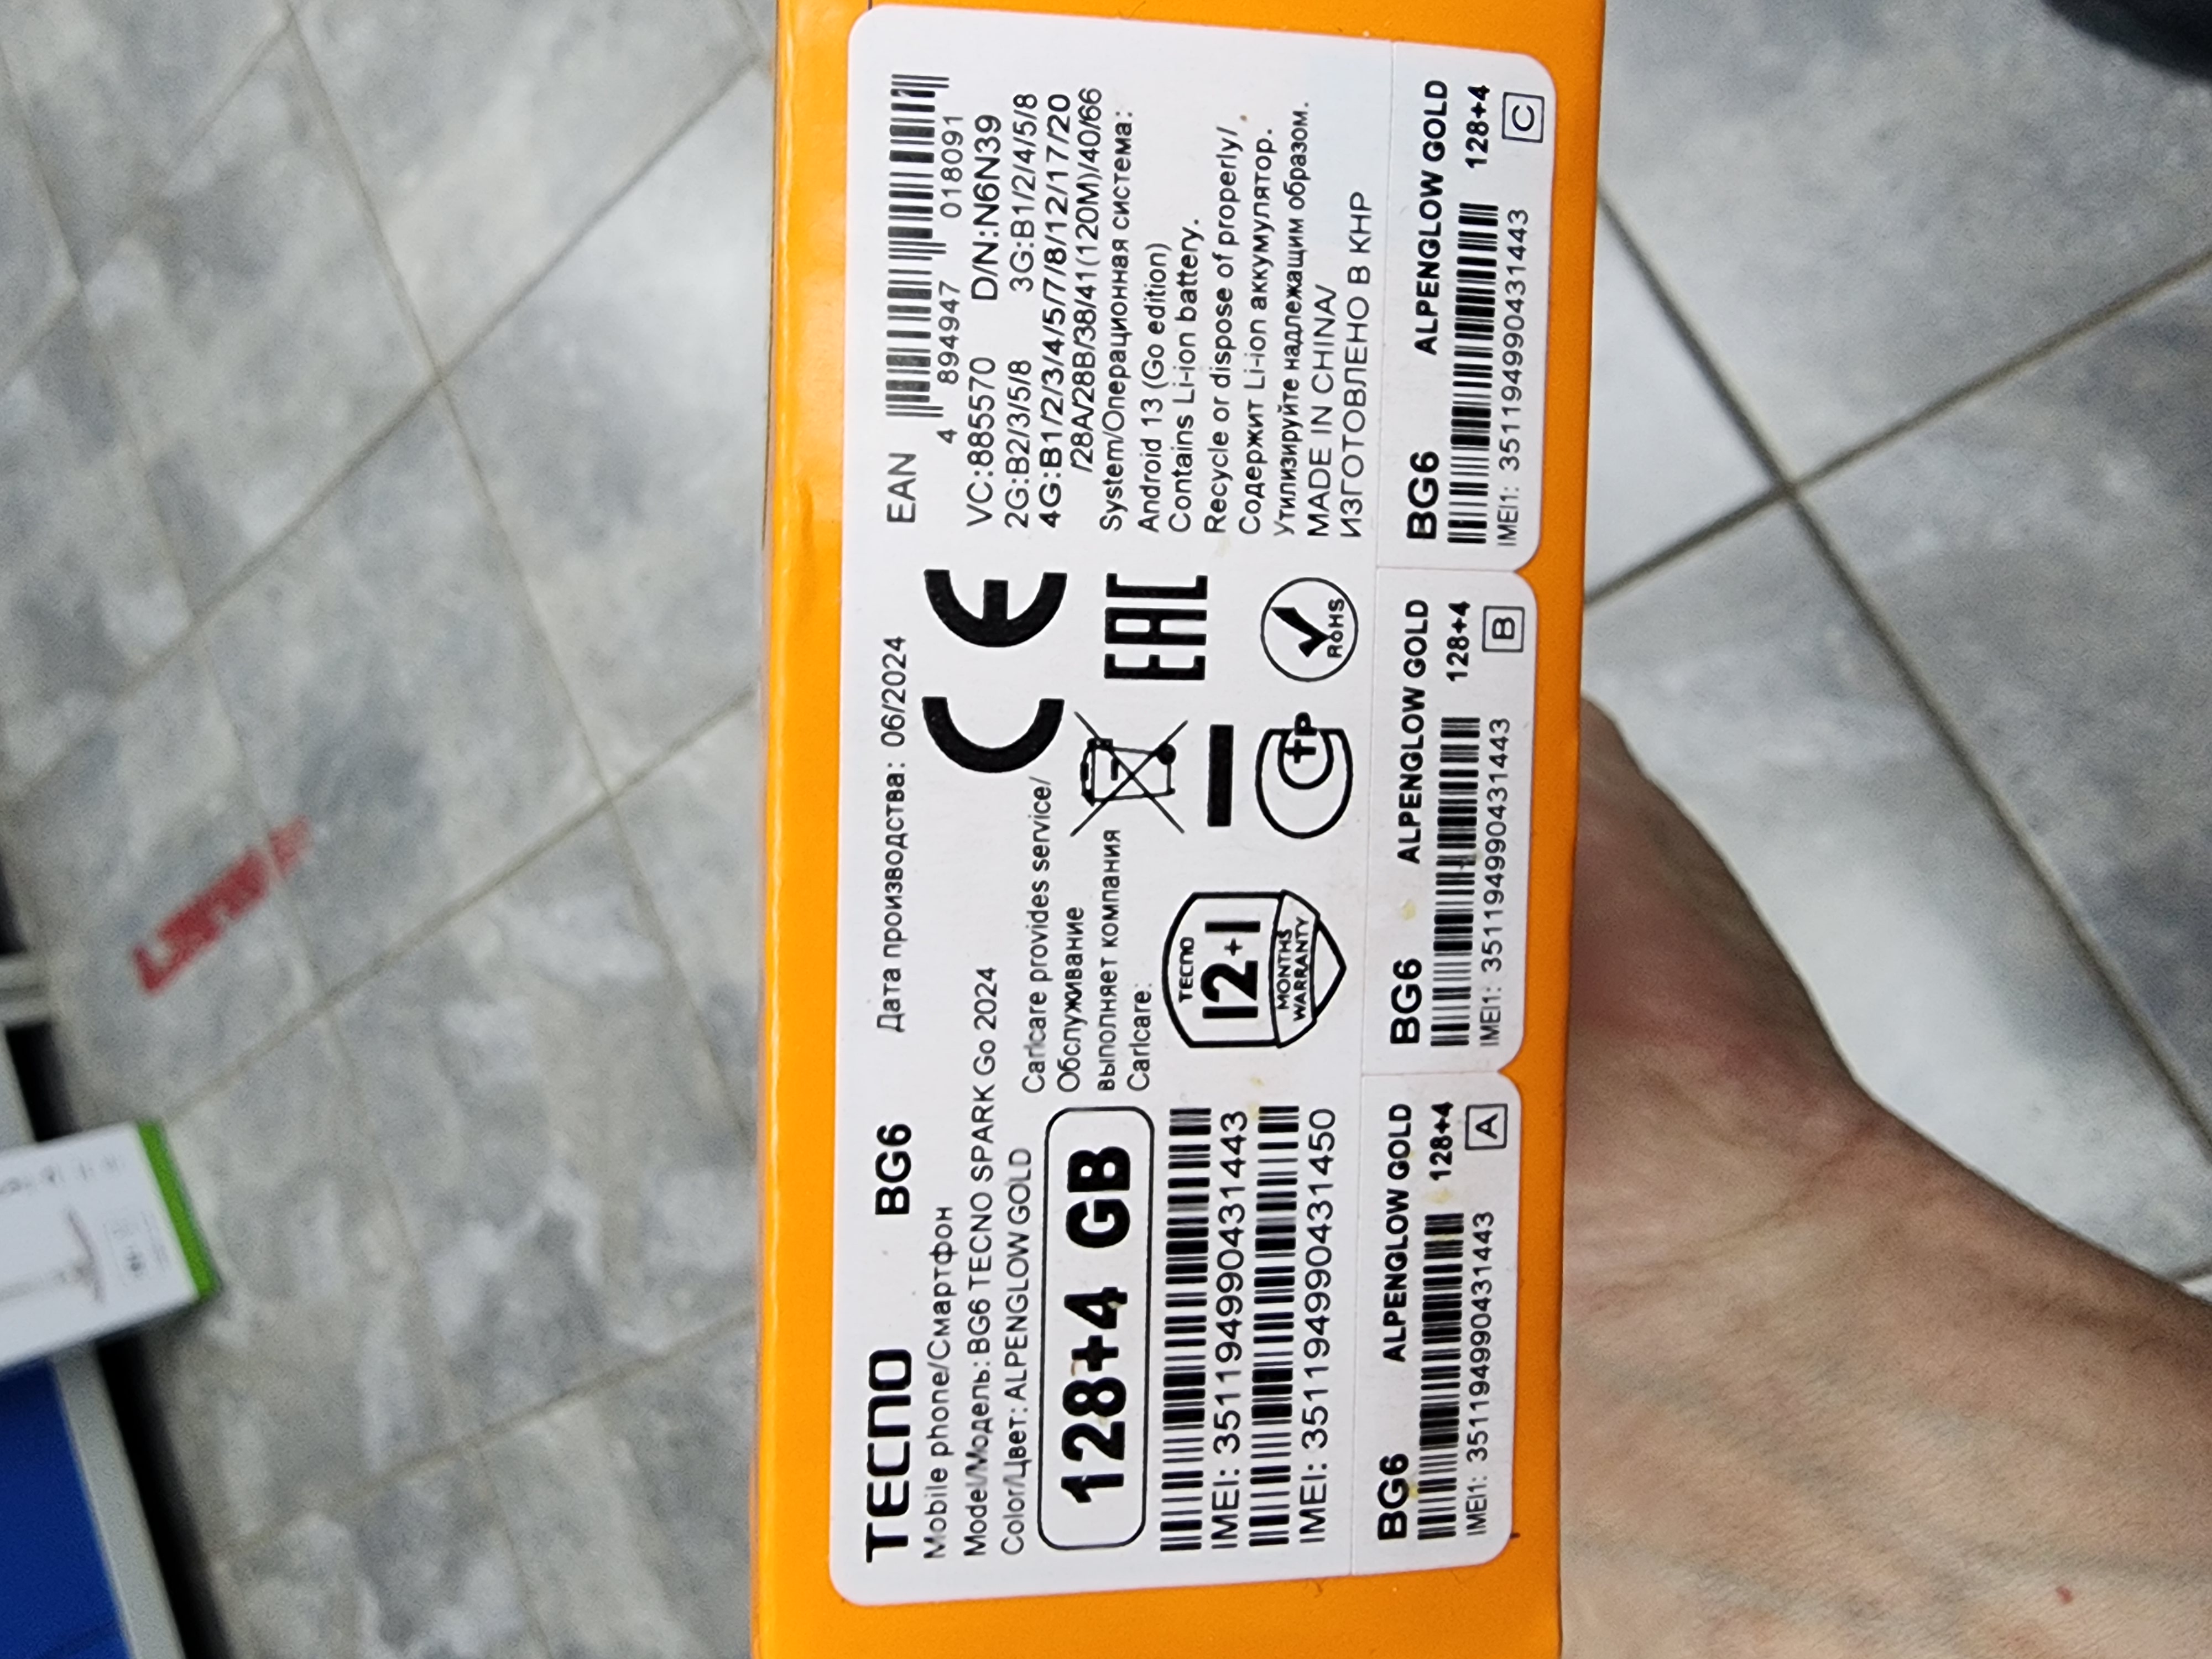 TECNO BG6 Дата производства: 06/2024
Mobile phone/Смартфон
Model/Модель: BG6 TECNO SPARK Go 2024
Color/Цвет: ALPENGLOW GOLD
128+4 GB
IMEI: 351194990431443
IMEI: 351194990431450
Carlcare provides service/
Обслуживание
выполняет компания
Carlcare:
TECNO
12+1
MONTHS
WARRANTY
CE
EAC
РСТ
RoHS
EAN
4 894947 018091
VC:885570 D/N:N6N39
2G:B2/3/5/8 3G:B1/2/4/5/8
4G:B1/2/3/4/5/7/8/12/17/20
/28A/28B/38/41(120M)/40/66
System/Операционная система:
Android 13 (Go edition)
Contains Li-ion battery.
Recycle or dispose of properly/
Содержит Li-ion аккумулятор.
Утилизируйте надлежащим образом.
MADE IN CHINA/
ИЗГОТОВЛЕНО В КНР
BG6 ALPENGLOW GOLD
128+4
IMEI1: 351194990431443
A
BG6 ALPENGLOW GOLD
128+4
IMEI1: 351194990431443
B
BG6 ALPENGLOW GOLD
128+4
IMEI1: 351194990431443
C